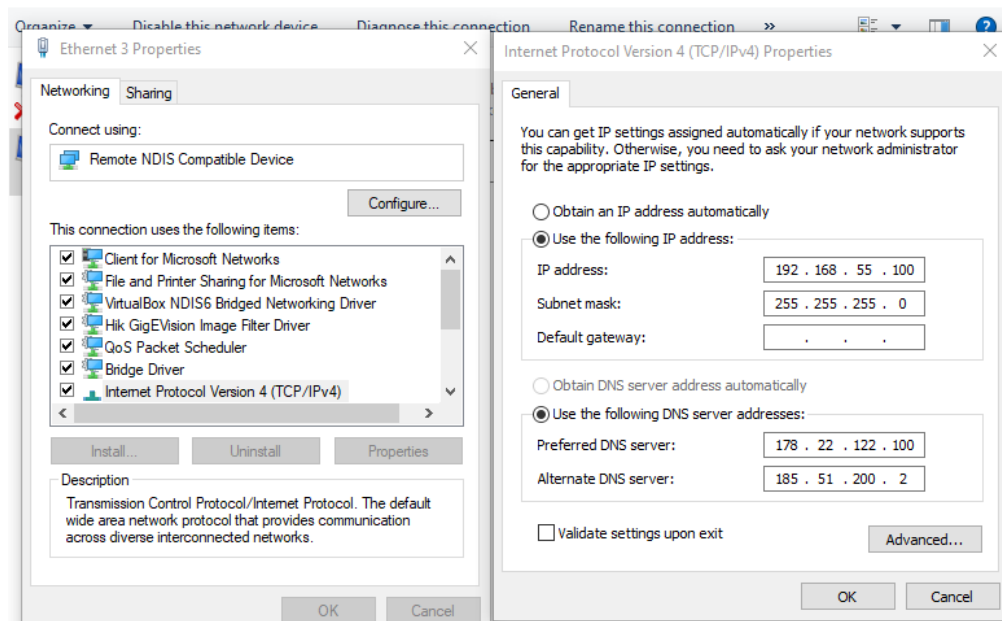 Organize Disable this network device Diagnose this connection Rename this connection »
Ethernet 3 Properties
Networking Sharing
Connect using:
Remote NDIS Compatible Device
Configure...
This connection uses the following items:
Client for Microsoft Networks
File and Printer Sharing for Microsoft Networks
VirtualBox NDIS6 Bridged Networking Driver
Hik GigEVision Image Filter Driver
QoS Packet Scheduler
Bridge Driver
Internet Protocol Version 4 (TCP/IPv4)
Install... Uninstall Properties
Description
Transmission Control Protocol/Internet Protocol. The default
wide area network protocol that provides communication
across diverse interconnected networks.
OK Cancel
Internet Protocol Version 4 (TCP/IPv4) Properties
General
You can get IP settings assigned automatically if your network supports
this capability. Otherwise, you need to ask your network administrator
for the appropriate IP settings.
Obtain an IP address automatically
Use the following IP address:
IP address: 192 . 168 . 55 . 100
Subnet mask: 255 . 255 . 255 . 0
Default gateway: . . .
Obtain DNS server address automatically
Use the following DNS server addresses:
Preferred DNS server: 178 . 22 . 122 . 100
Alternate DNS server: 185 . 51 . 200 . 2
Validate settings upon exit
Advanced...
OK Cancel